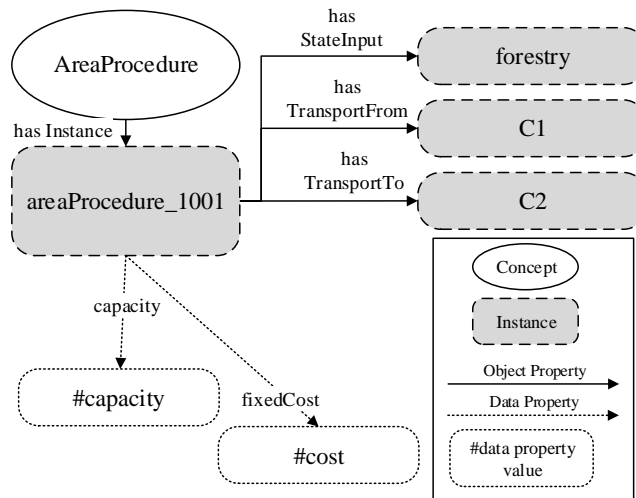 AreaProcedure
has Instance
areaProcedure_1001
has
StateInput
forestry
has
TransportFrom
C1
has
TransportTo
C2
capacity
#capacity
fixedCost
#cost
Concept
Instance
Object Property
Data Property
#data property
value